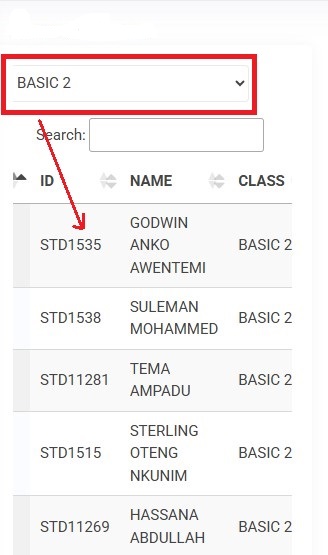 BASIC 2
Search:
ID NAME CLASS
GODWIN
STD1535 ANKO BASIC 2
AWENTEMI
STD1538 SULEMAN BASIC 2
MOHAMMED
STD11281 TEMA BASIC 2
AMPADU
STERLING
STD1515 OTENG BASIC 2
NKUNIM
STD11269 HASSANA BASIC 2
ABDULLAH